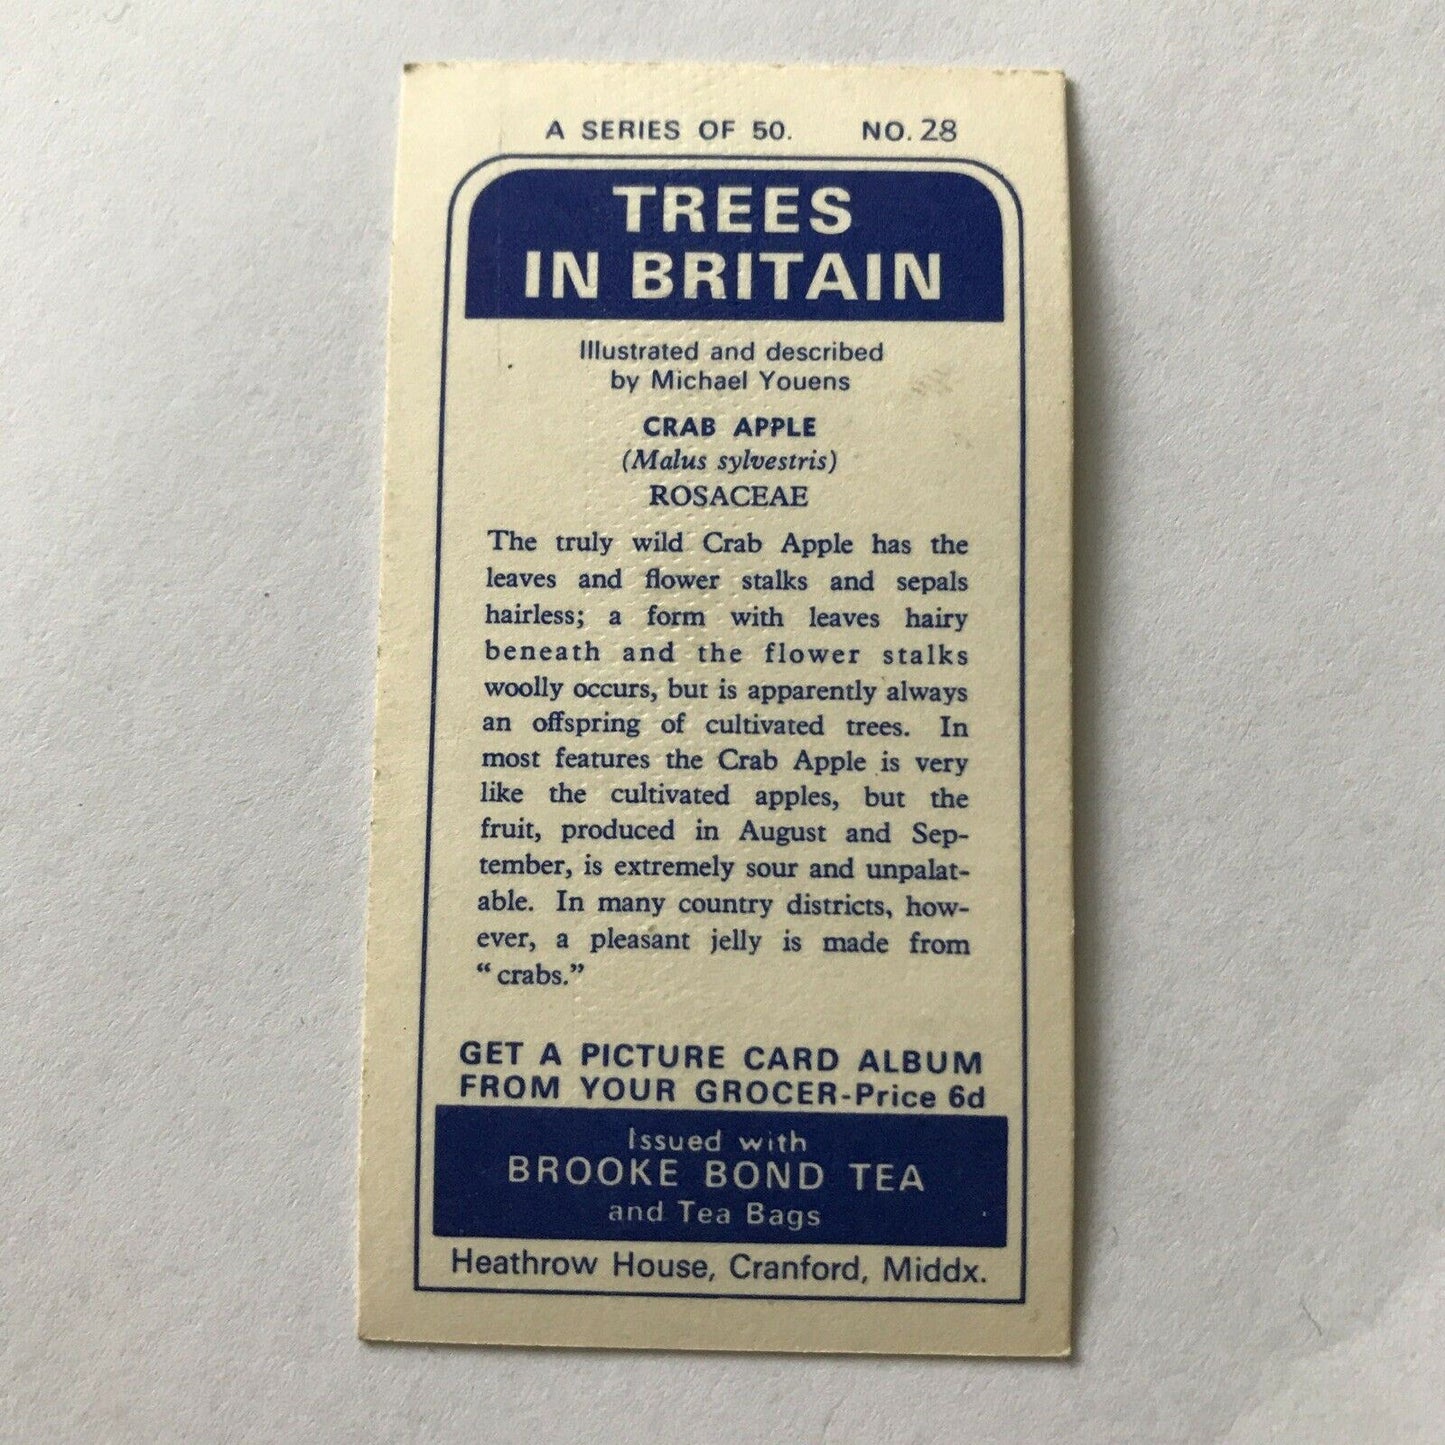 A SERIES OF 50. NO. 28
TREES
IN BRITAIN
Illustrated and described
by Michael Youens
CRAB APPLE
(Malus sylvestris)
ROSACEAE
The truly wild Crab Apple has the
leaves and flower stalks and sepals
hairless; a form with leaves hairy
beneath and the flower stalks
woolly occurs, but is apparently always
an offspring of cultivated trees. In
most features the Crab Apple is very
like the cultivated apples, but the
fruit, produced in August and Sep-
tember, is extremely sour and unpalat-
able. In many country districts, how-
ever, a pleasant jelly is made from
“crabs.”
GET A PICTURE CARD ALBUM
FROM YOUR GROCER-Price 6d
Issued with
BROOKE BOND TEA
and Tea Bags
Heathrow House, Cranford, Middx.